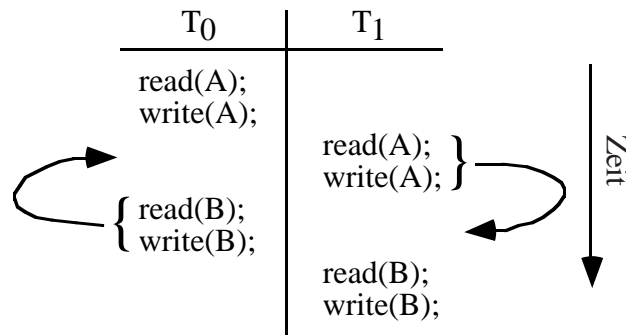 T0 T1
read(A);
write(A);
read(A);
write(A);
read(B);
write(B);
read(B);
write(B);
Zeit